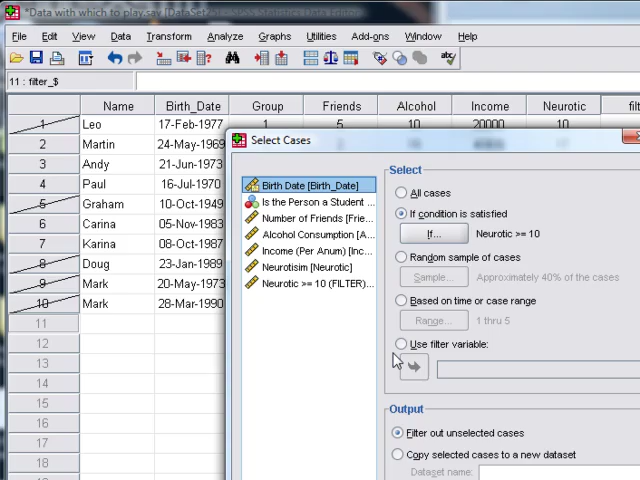 *Data with which to play.sav [DataSet
File Edit View Data Transform Analyze Graphs Utilities Add-ons Window Help
11 : filter_$
Name Birth_Date Group Friends Alcohol Income Neurotic filt
1 Leo 17-Feb-1977 1 5 10 20000 10
2 Martin 24-May-1969
3 Andy 21-Jun-1973
4 Paul 16-Jul-1970
5 Graham 10-Oct-1949
6 Carina 05-Nov-1983
7 Karina 08-Oct-1987
8 Doug 23-Jan-1989
9 Mark 20-May-1973
10 Mark 28-Mar-1990
11
12
13
14
15
16
17
18
Select Cases
Birth Date [Birth_Date]
Is the Person a Student ...
Number of Friends [Frie...
Alcohol Consumption [A...
Income (Per Anum) [Inc...
Neurotisim [Neurotic]
Neurotic >= 10 (FILTER)...
Select
All cases
If condition is satisfied
If... Neurotic >= 10
Random sample of cases
Sample... Approximately 40% of the cases
Based on time or case range
Range... 1 thru 5
Use filter variable:
Output
Filter out unselected cases
Copy selected cases to a new dataset
Dataset name: